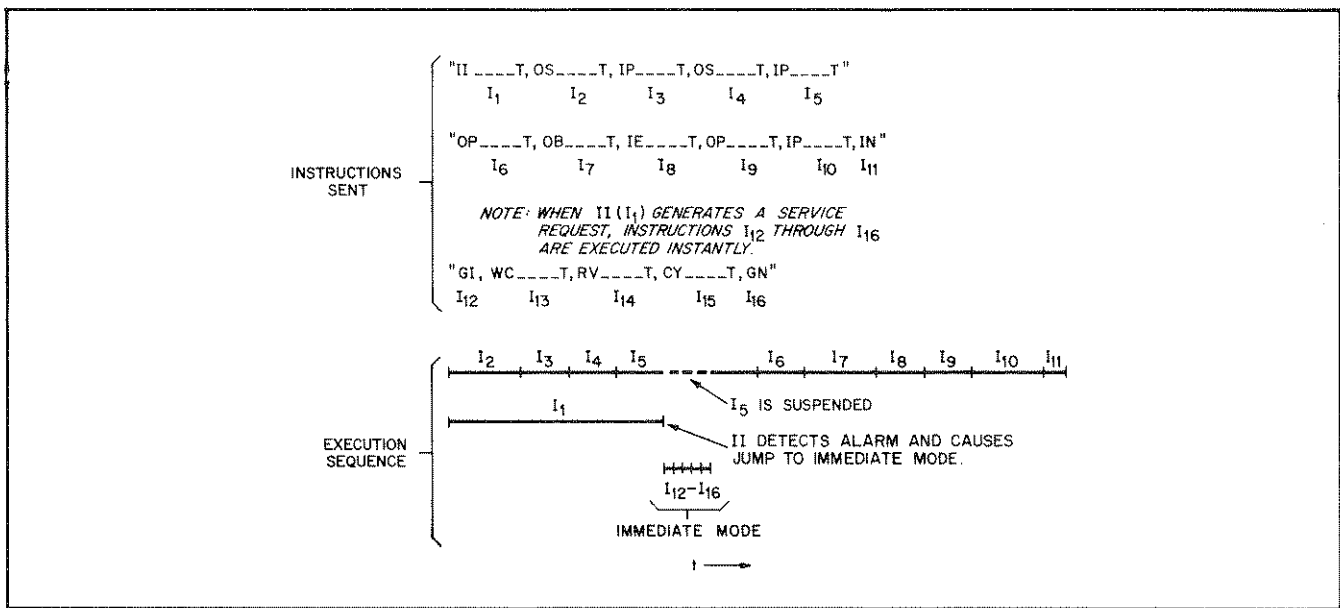 "II ____T, OS____T, IP____T, OS____T, IP____T"
I1 I2 I3 I4 I5
"OP____T, OB____T, IE____T, OP____T, IP____T, IN"
I6 I7 I8 I9 I10 I11
INSTRUCTIONS
SENT
NOTE: WHEN II (I1) GENERATES A SERVICE
REQUEST, INSTRUCTIONS I12 THROUGH I16
ARE EXECUTED INSTANTLY.
"GI, WC____T, RV____T, CY____T, GN"
I12 I13 I14 I15 I16
I2 I3 I4 I5 I6 I7 I8 I9 I10 I11
I5 IS SUSPENDED
I1
II DETECTS ALARM AND CAUSES
JUMP TO IMMEDIATE MODE.
EXECUTION
SEQUENCE
I12–I16
IMMEDIATE MODE
t